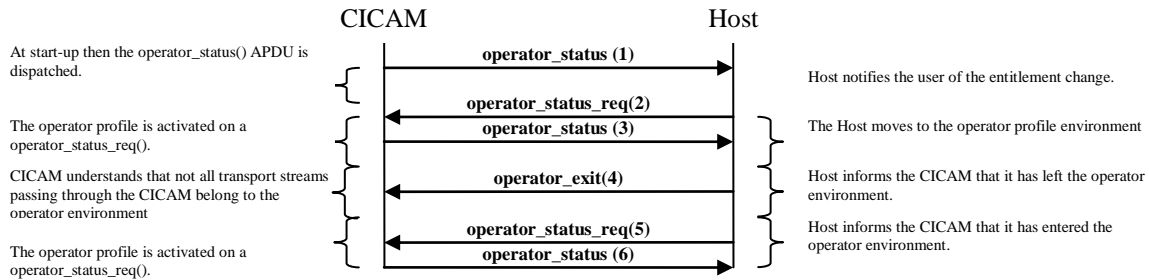 CICAM Host
At start-up then the operator_status() APDU is
dispatched.
operator_status (1)
Host notifies the user of the entitlement change.
operator_status_req(2)
The operator profile is activated on a
operator_status_req().
operator_status (3)
The Host moves to the operator profile environment
CICAM understands that not all transport streams
passing through the CICAM belong to the
operator environment
operator_exit(4)
Host informs the CICAM that it has left the operator
environment.
operator_status_req(5)
Host informs the CICAM that it has entered the
operator environment.
The operator profile is activated on a
operator_status_req().
operator_status (6)